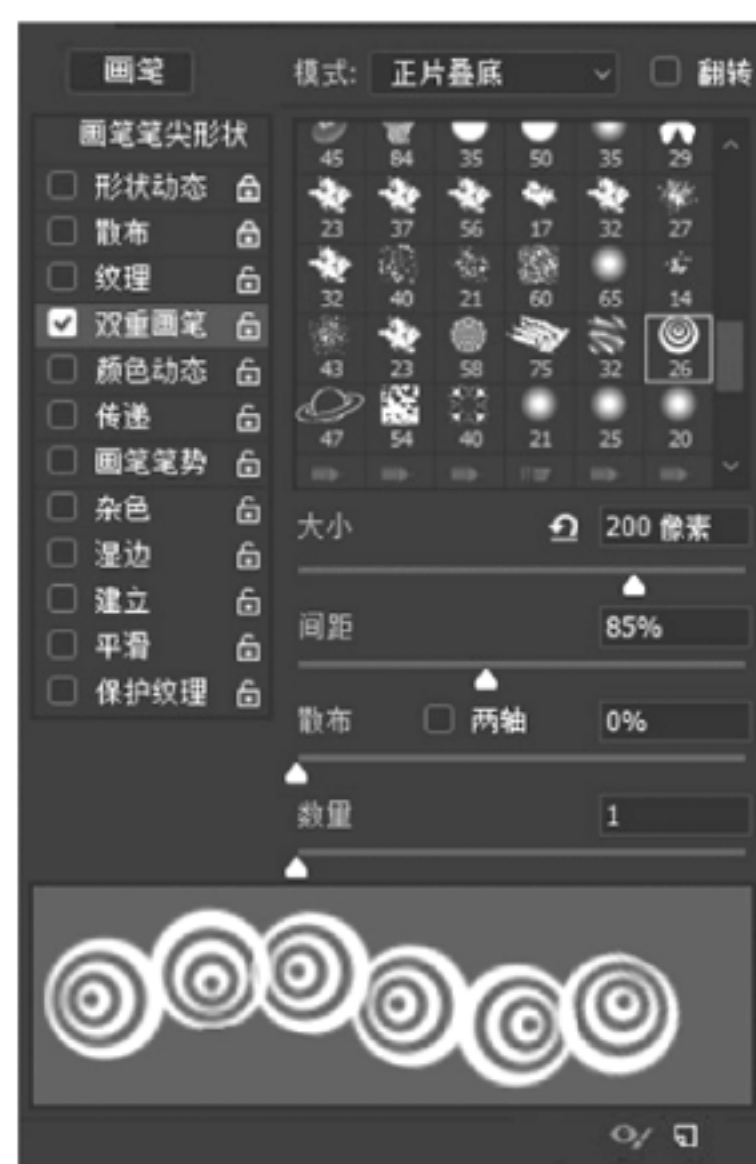 画笔 模式: 正片叠底 翻转
画笔笔尖形状
形状动态
散布
纹理
双重画笔
颜色动态
传递
画笔笔势
杂色
湿边
建立
平滑
保护纹理
45 84 35 50 35 29
23 37 56 17 32 27
32 40 21 60 65 14
43 23 58 75 32 26
47 54 40 21 25 20
大小 200 像素
间距 85%
散布 两轴 0%
数量 1